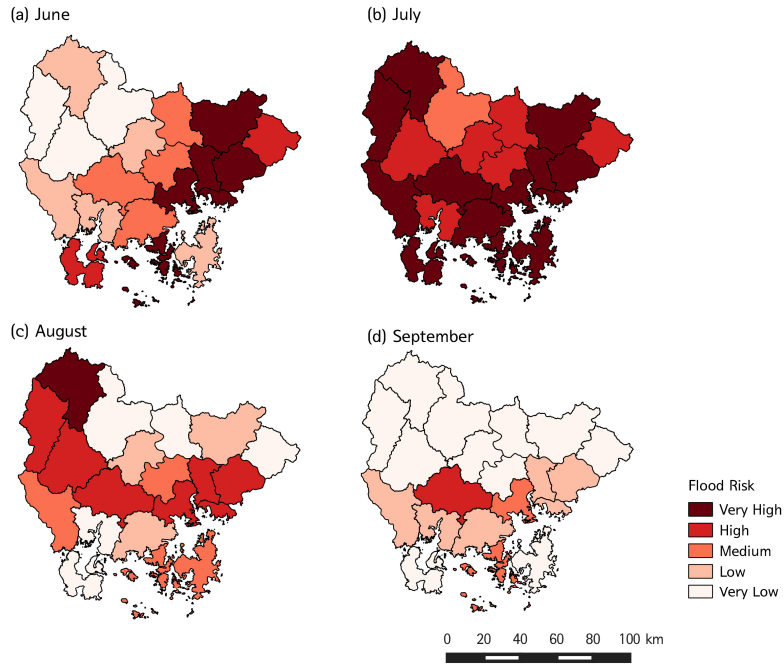 (a) June
(b) July
(c) August
(d) September
Flood Risk
Very High
High
Medium
Low
Very Low
0 20 40 60 80 100 km